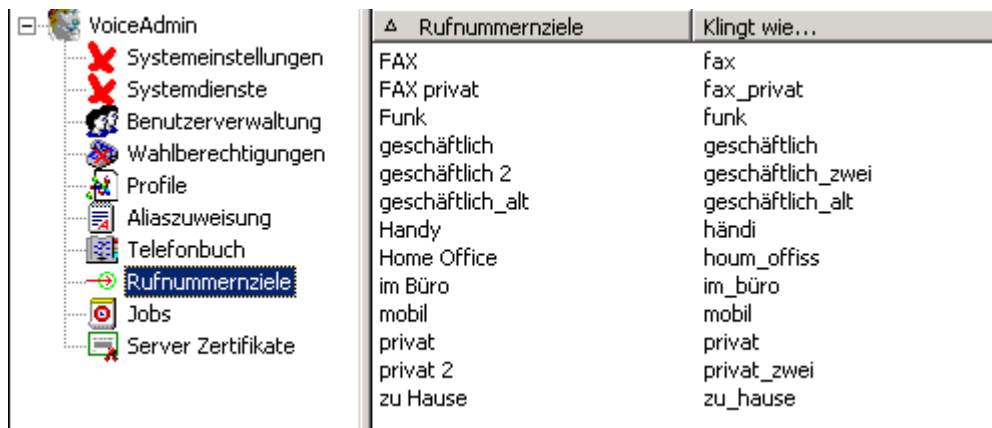 VoiceAdmin
Systemeinstellungen
Systemdienste
Benutzerverwaltung
Wahlberechtigungen
Profile
Aliaszuweisung
Telefonbuch
Rufnummernziele
Jobs
Server Zertifikate
Rufnummernziele Klingt wie...
FAX fax
FAX privat fax_privat
Funk funk
geschäftlich geschäftlich
geschäftlich 2 geschäftlich_zwei
geschäftlich_alt geschäftlich_alt
Handy händi
Home Office houm_offiss
im Büro im_büro
mobil mobil
privat privat
privat 2 privat_zwei
zu Hause zu_hause